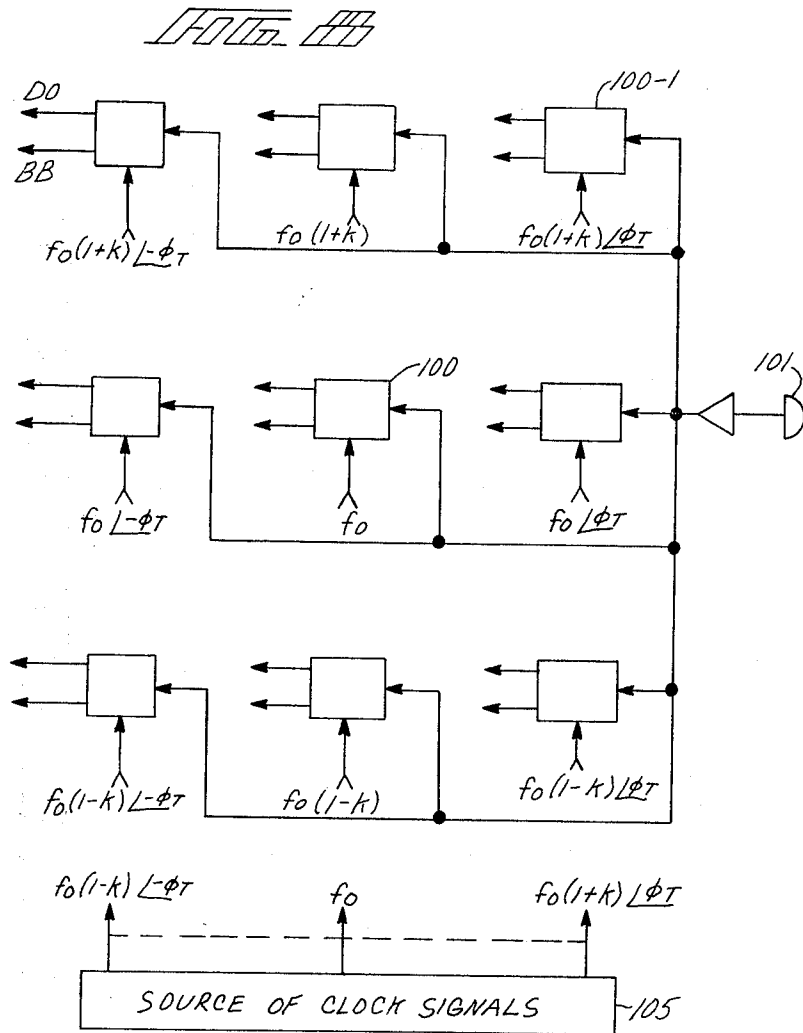 FIG. 8
DO
BB
100-1
fo(1+k) ∠-ϕT
fo(1+k)
fo(1+k) ∠ϕT
100
101
fo ∠-ϕT
fo
fo ∠ϕT
fo(1-k) ∠-ϕT
fo(1-k)
fo(1-k) ∠ϕT
fo(1-k) ∠-ϕT
fo
fo(1+k) ∠ϕT
SOURCE OF CLOCK SIGNALS
105